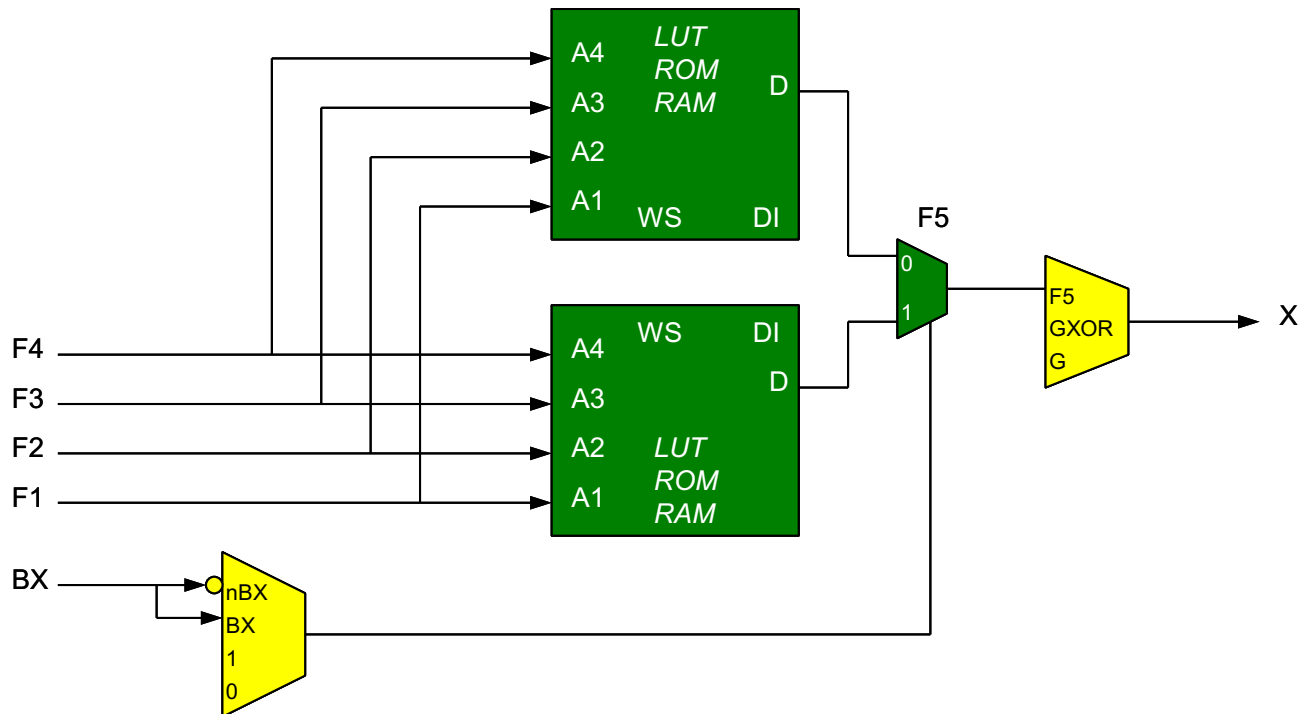 LUT
A4
ROM
D
A3
RAM
A2
A1
WS
DI
F5
0
1
F5
GXOR
G
X
WS
DI
F4
A4
D
F3
A3
F2
A2
LUT
ROM
F1
A1
RAM
BX
nBX
BX
1
0